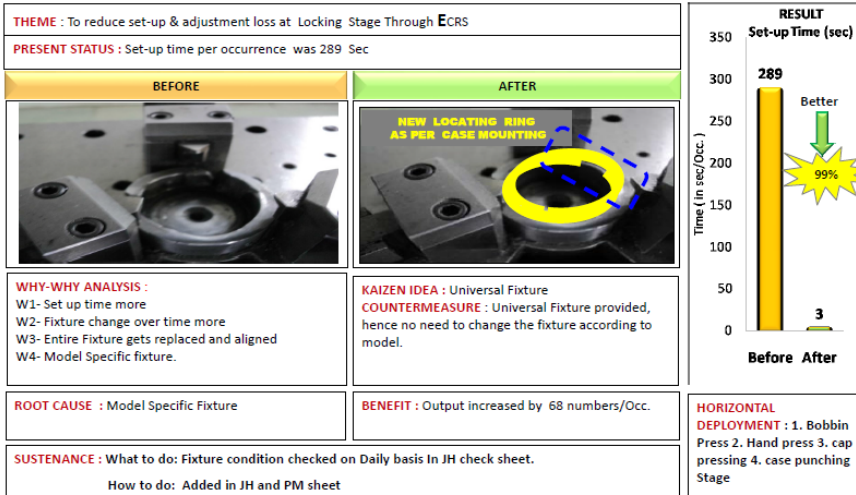 THEME : To reduce set-up & adjustment loss at Locking Stage Through ECRS
PRESENT STATUS : Set-up time per occurrence was 289 Sec
BEFORE
AFTER
NEW LOCATING RING
AS PER CASE MOUNTING
WHY-WHY ANALYSIS :
W1- Set up time more
W2- Fixture change over time more
W3- Entire Fixture gets replaced and aligned
W4- Model Specific fixture.
KAIZEN IDEA : Universal Fixture
COUNTERMEASURE : Universal Fixture provided,
hence no need to change the fixture according to
model.
ROOT CAUSE : Model Specific Fixture
BENEFIT : Output increased by 68 numbers/Occ.
SUSTENANCE : What to do: Fixture condition checked on Daily basis In JH check sheet.
How to do: Added in JH and PM sheet
RESULT
Set-up Time (sec)
Time ( in sec/Occ. )
350
300
250
200
150
100
50
0
289
Better
99%
3
Before After
HORIZONTAL
DEPLOYMENT : 1. Bobbin
Press 2. Hand press 3. cap
pressing 4. case punching
Stage